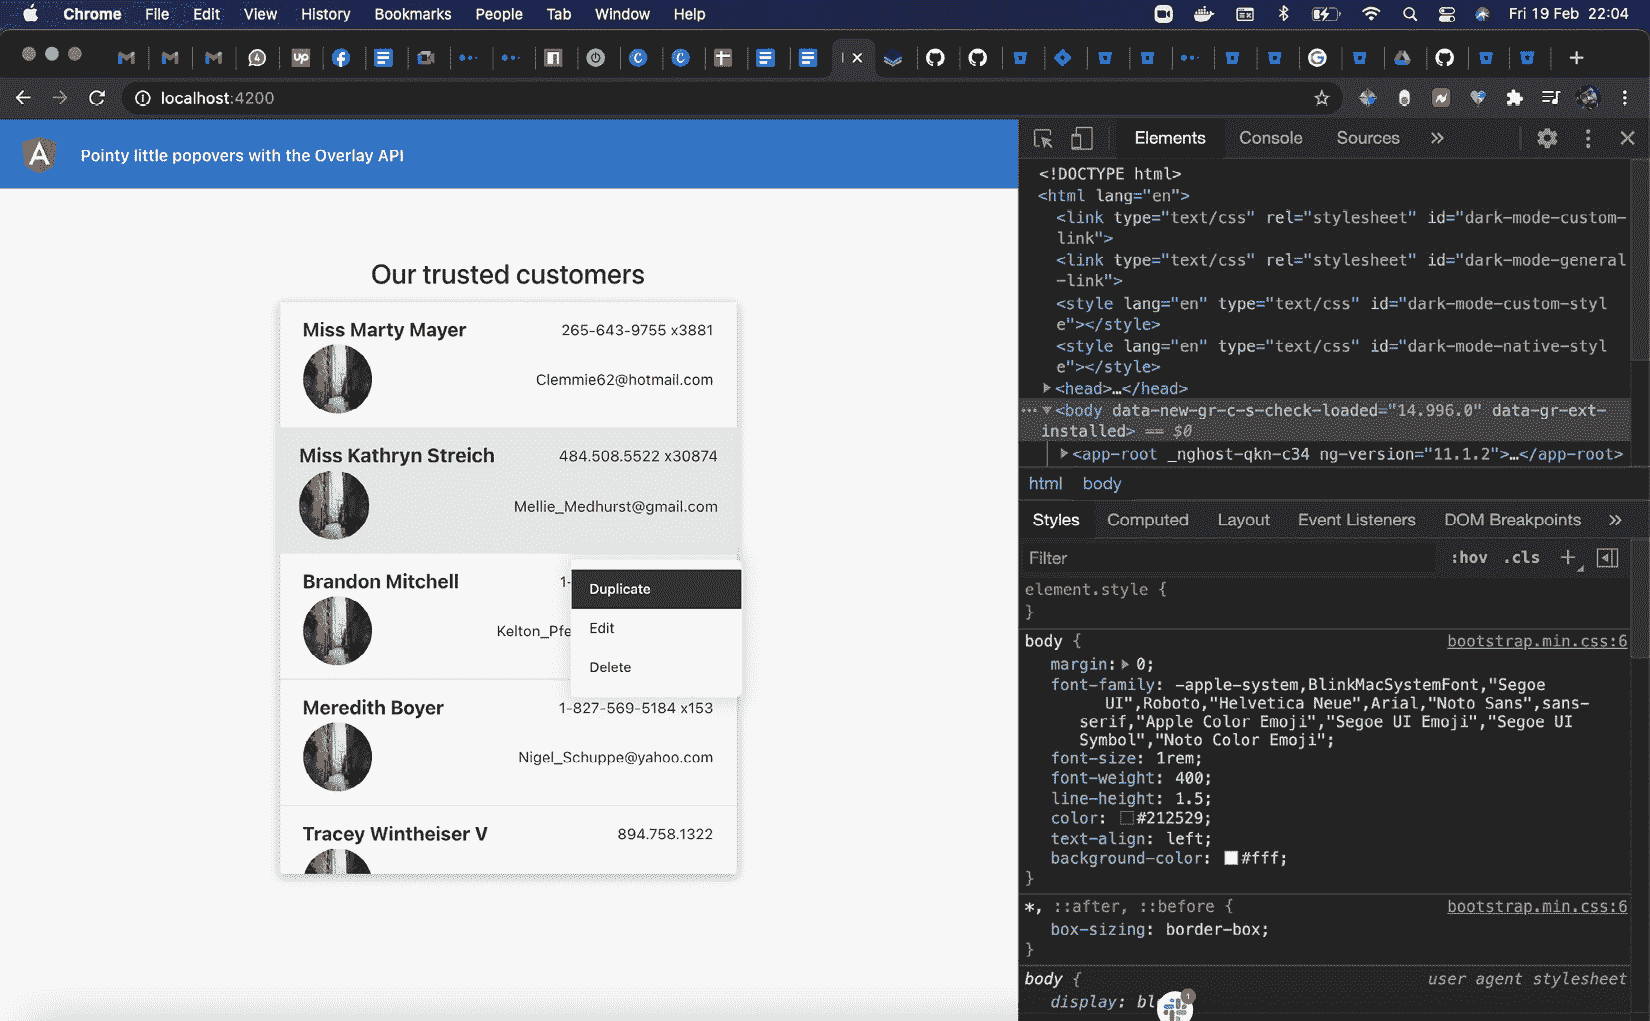 Chrome File Edit View History Bookmarks People Tab Window Help Fri 19 Feb 22:04
localhost:4200
Pointy little popovers with the Overlay API
Our trusted customers
Miss Marty Mayer 265-643-9755 x3881
Clemmie62@hotmail.com
Miss Kathryn Streich 484.508.5522 x30874
Mellie_Medhurst@gmail.com
Brandon Mitchell 1-
Kelton_Pfe
Duplicate
Edit
Delete
Meredith Boyer 1-827-569-5184 x153
Nigel_Schuppe@yahoo.com
Tracey Wintheiser V 894.758.1322
Elements Console Sources »
<!DOCTYPE html>
<html lang="en">
<link type="text/css" rel="stylesheet" id="dark-mode-custom-
link">
<link type="text/css" rel="stylesheet" id="dark-mode-general
-link">
<style lang="en" type="text/css" id="dark-mode-custom-styl
e"></style>
<style lang="en" type="text/css" id="dark-mode-native-styl
e"></style>
<head>…</head>
<body data-new-gr-c-s-check-loaded="14.996.0" data-gr-ext-
installed> == $0
<app-root _nghost-qkn-c34 ng-version="11.1.2">…</app-root>
html body
Styles Computed Layout Event Listeners DOM Breakpoints »
Filter :hov .cls +
element.style {
}
body { bootstrap.min.css:6
margin: 0;
font-family: -apple-system,BlinkMacSystemFont,"Segoe
UI",Roboto,"Helvetica Neue",Arial,"Noto Sans",sans-
serif,"Apple Color Emoji","Segoe UI Emoji","Segoe UI
Symbol","Noto Color Emoji";
font-size: 1rem;
font-weight: 400;
line-height: 1.5;
color: #212529;
text-align: left;
background-color: #fff;
}
*, ::after, ::before { bootstrap.min.css:6
box-sizing: border-box;
}
body { user agent stylesheet
display: bl
1